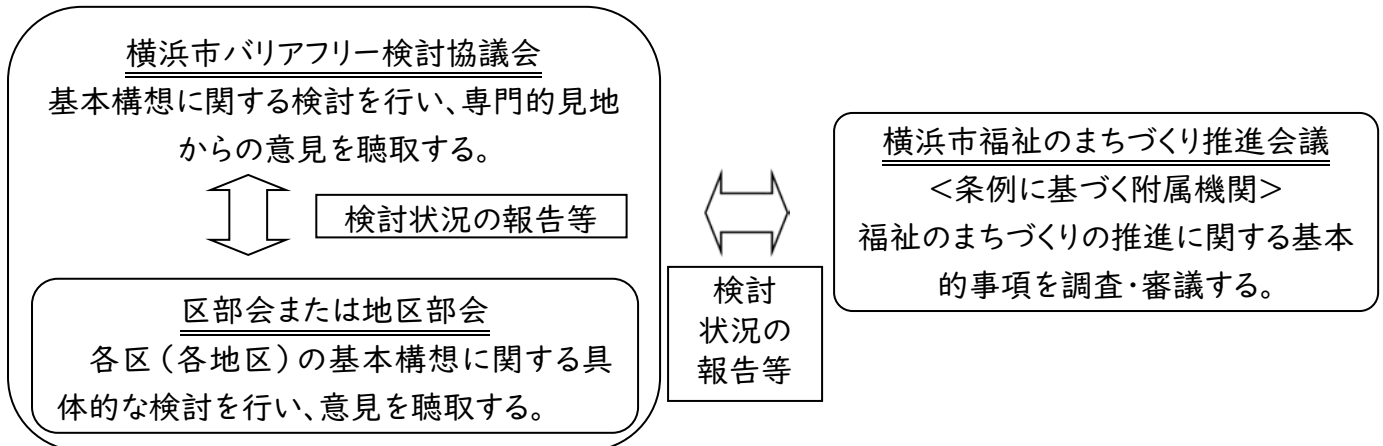 横浜市バリアフリー検討協議会
基本構想に関する検討を行い、専門的見地
からの意見を聴取する。
検討状況の報告等
区部会または地区部会
各区（各地区）の基本構想に関する具
体的な検討を行い、意見を聴取する。
検討
状況の
報告等
横浜市福祉のまちづくり推進会議
＜条例に基づく附属機関＞
福祉のまちづくりの推進に関する基本
的事項を調査・審議する。